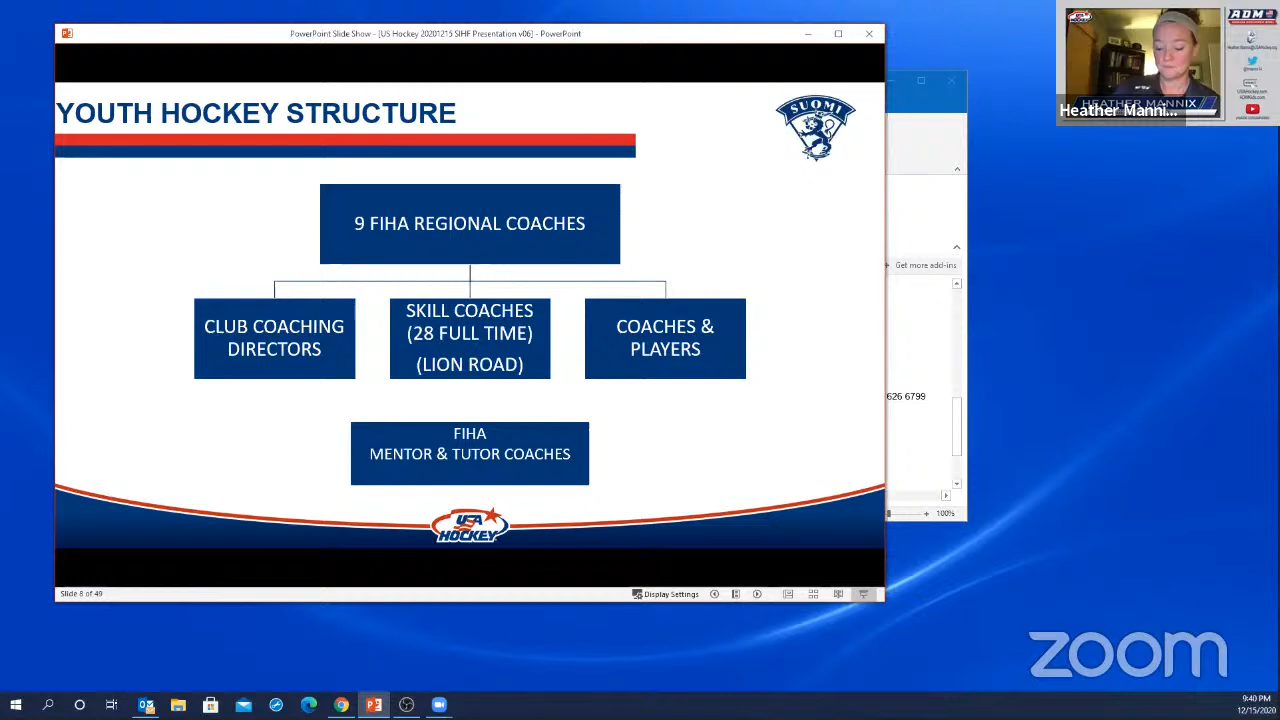 PowerPoint Slide Show - [US Hockey 20201215 SIHF Presentation v06] - PowerPoint
YOUTH HOCKEY STRUCTURE
SUOMI
9 FIHA REGIONAL COACHES
CLUB COACHING
DIRECTORS
SKILL COACHES
(28 FULL TIME)
(LION ROAD)
COACHES &
PLAYERS
FIHA
MENTOR & TUTOR COACHES
USA
HOCKEY
Slide 8 of 49
Display Settings
Get more add-ins
626 6799
100%
ADM
HEATHER MANNIX
Heather Manni...
zoom
9:40 PM
12/15/2020